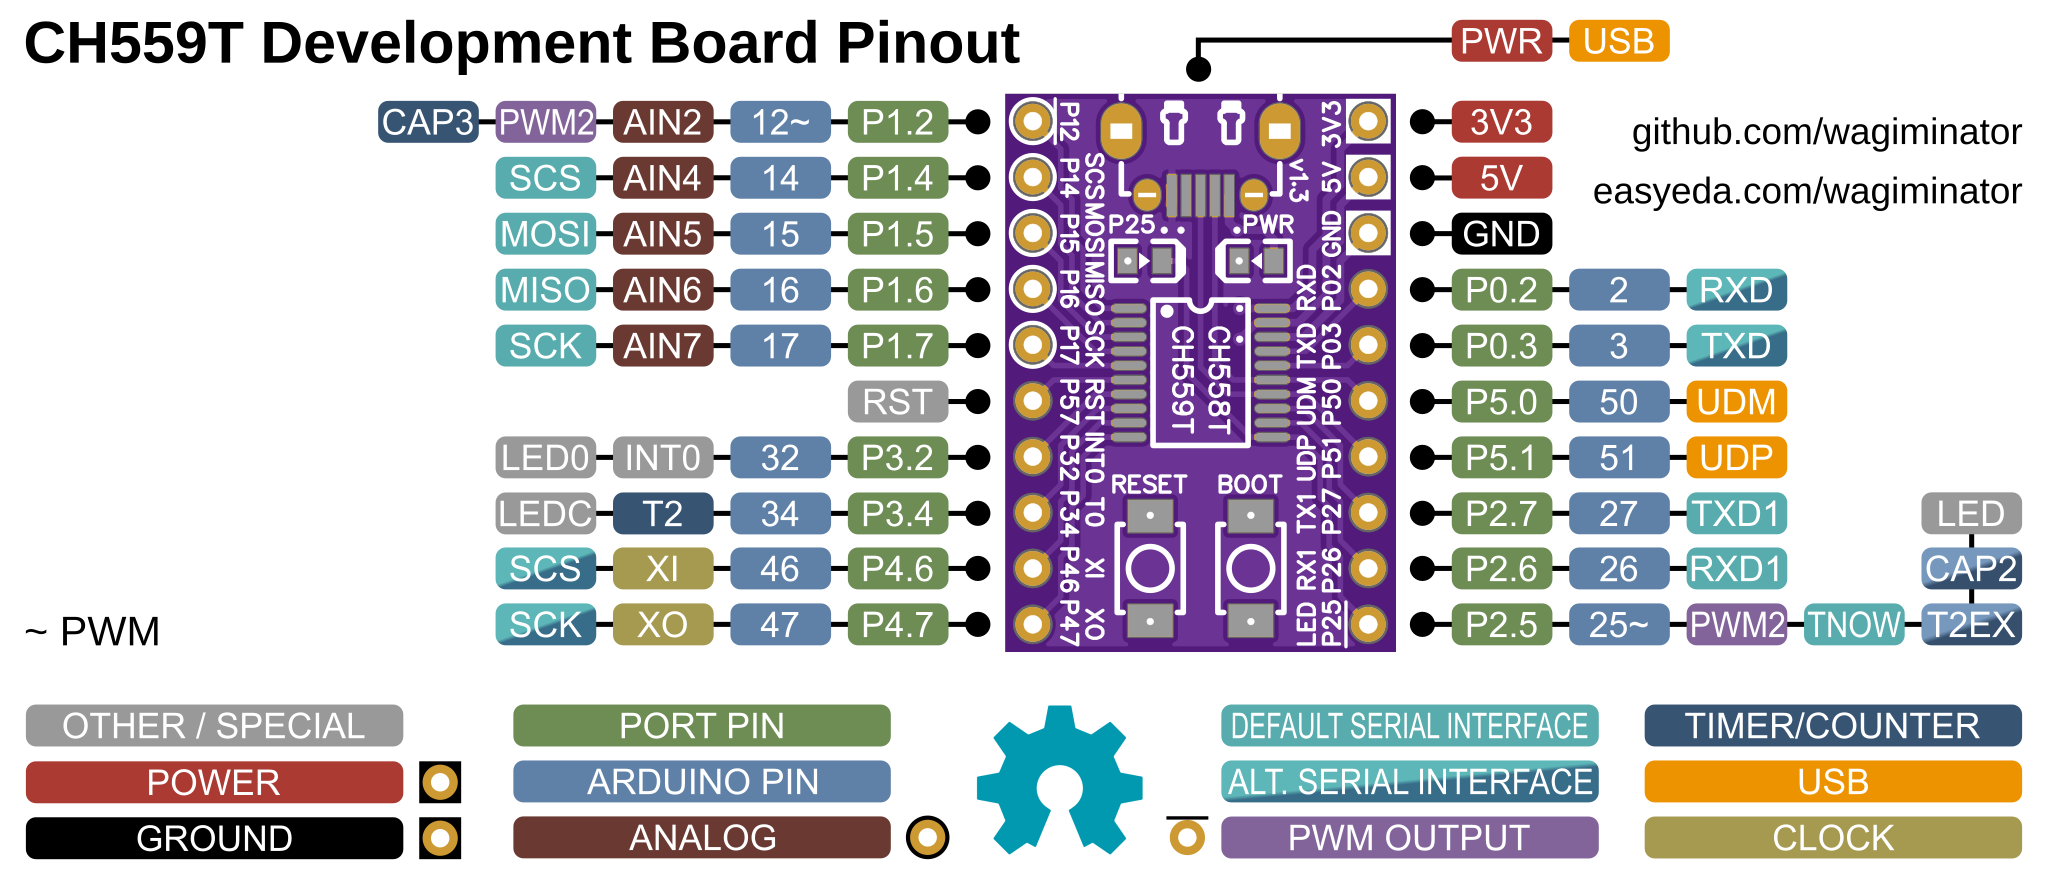 CH559T Development Board Pinout
PWR USB
CAP3 PWM2 AIN2 12~ P1.2
SCS AIN4 14 P1.4
MOSI AIN5 15 P1.5
MISO AIN6 16 P1.6
SCK AIN7 17 P1.7
RST
LED0 INT0 32 P3.2
LEDC T2 34 P3.4
SCS XI 46 P4.6
SCK XO 47 P4.7
~ PWM
P12
P14 SCS
P15 MOSI
P16 MISO
P17 SCK
P57 RST
P32 INT0
P34 T0
P46 XI
P47 XO
v1.3
P25
PWR
CH558T
CH559T
RESET
BOOT
3V3
5V
GND
RXD P02
TXD P03
UDM P50
UDP P51
TX1 P27
RX1 P26
LED P25
3V3
5V
GND
P0.2 2 RXD
P0.3 3 TXD
P5.0 50 UDM
P5.1 51 UDP
P2.7 27 TXD1 LED
P2.6 26 RXD1 CAP2
P2.5 25~ PWM2 TNOW T2EX
github.com/wagiminator
easyeda.com/wagiminator
OTHER / SPECIAL
POWER
GROUND
PORT PIN
ARDUINO PIN
ANALOG
DEFAULT SERIAL INTERFACE
ALT. SERIAL INTERFACE
PWM OUTPUT
TIMER/COUNTER
USB
CLOCK